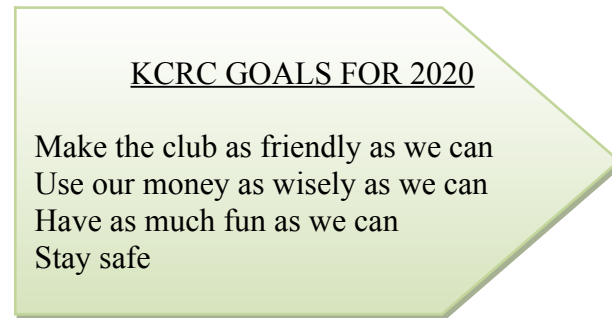 KCRC GOALS FOR 2020
Make the club as friendly as we can
Use our money as wisely as we can
Have as much fun as we can
Stay safe